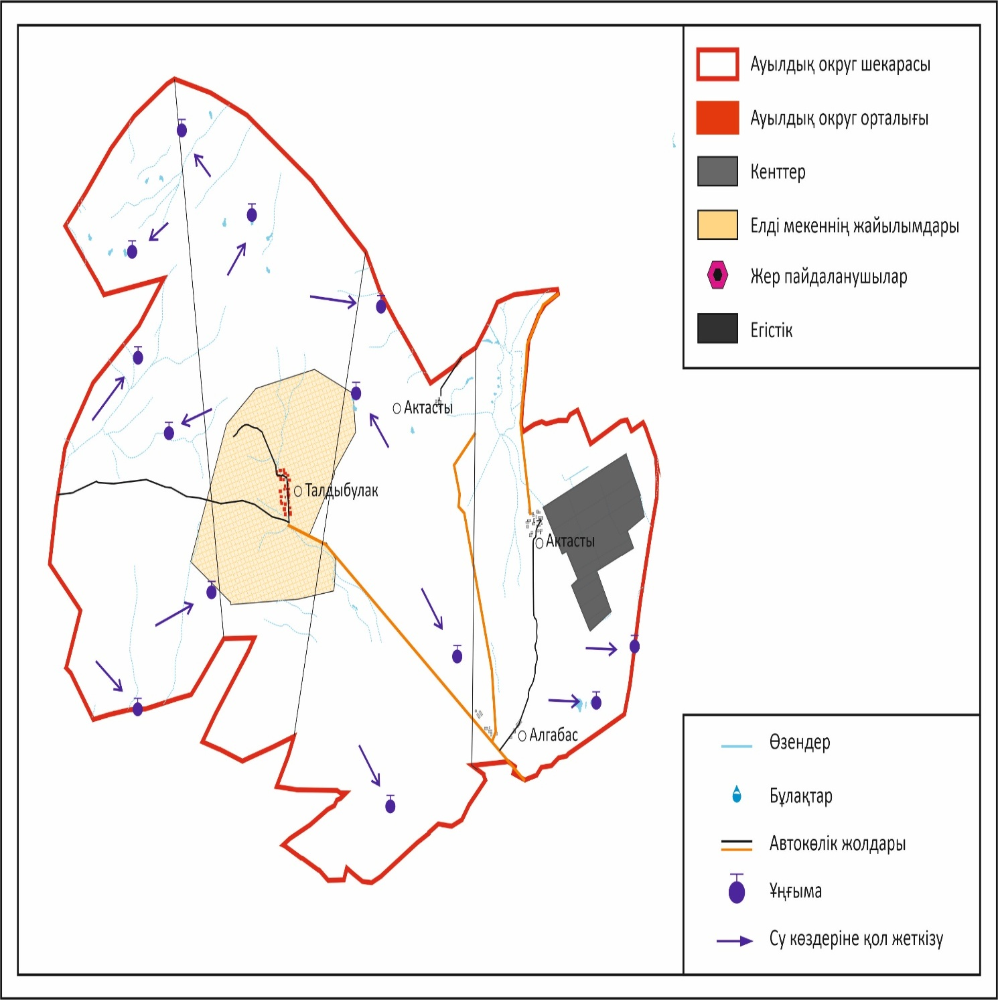 Ауылдық округ шекарасы
Ауылдық округ орталығы
Кенттер
Елді мекеннің жайылымдары
Жер пайдаланушылар
Егістік
Актасты
Талдыбулак
Актасты
Алгабас
Өзендер
Бұлақтар
Автокөлік жолдары
Ұңғыма
Су көздеріне қол жеткізу